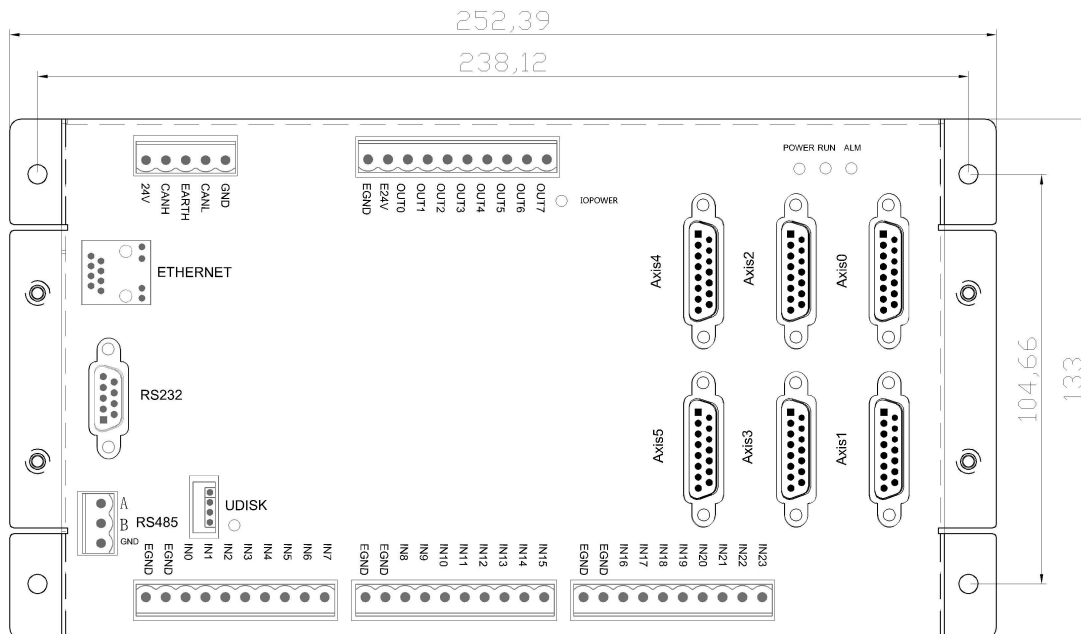 252,39
238,12
POWER RUN ALM
24V
CANH
EARTH
CANL
GND
EGND
E24V
OUT0
OUT1
OUT2
OUT3
OUT4
OUT5
OUT6
OUT7
IOPOWER
ETHERNET
Axis4
Axis2
Axis0
RS232
104,66
133
Axis5
Axis3
Axis1
UDISK
A
B
GND
RS485
EGND
EGND
IN0
IN1
IN2
IN3
IN4
IN5
IN6
IN7
EGND
EGND
IN8
IN9
IN10
IN11
IN12
IN13
IN14
IN15
EGND
EGND
IN16
IN17
IN18
IN19
IN20
IN21
IN22
IN23